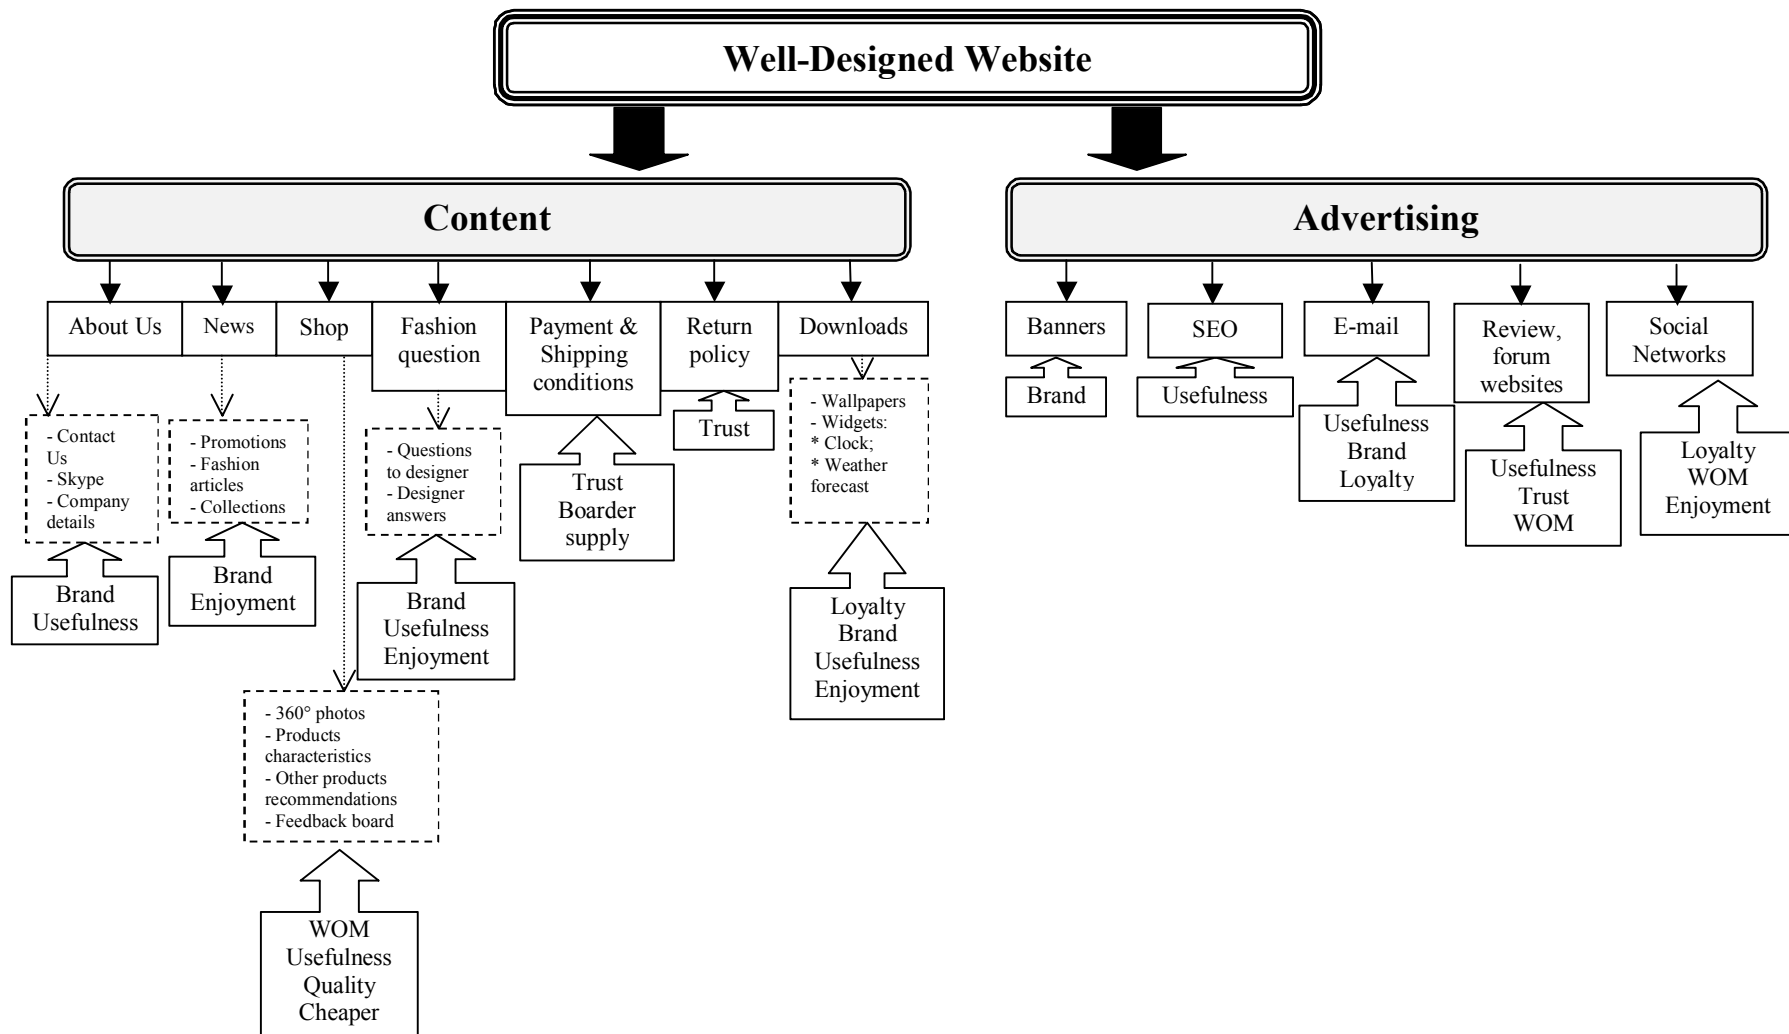 Well-Designed Website
Content
Advertising
About Us
News
Shop
Fashion
question
Payment &
Shipping
conditions
Return
policy
Downloads
Banners
SEO
E-mail
Review,
forum
websites
Social
Networks
- Contact
Us
- Skype
- Company
details
- Promotions
- Fashion
articles
- Collections
- Questions
to designer
- Designer
answers
Trust
Boarder
supply
Trust
- Wallpapers
- Widgets:
* Clock;
* Weather
forecast
Brand
Usefulness
Usefulness
Brand
Loyalty
Usefulness
Trust
WOM
Loyalty
WOM
Enjoyment
Brand
Usefulness
Brand
Enjoyment
Brand
Usefulness
Enjoyment
Loyalty
Brand
Usefulness
Enjoyment
- 360° photos
- Products
characteristics
- Other products
recommendations
- Feedback board
WOM
Usefulness
Quality
Cheaper